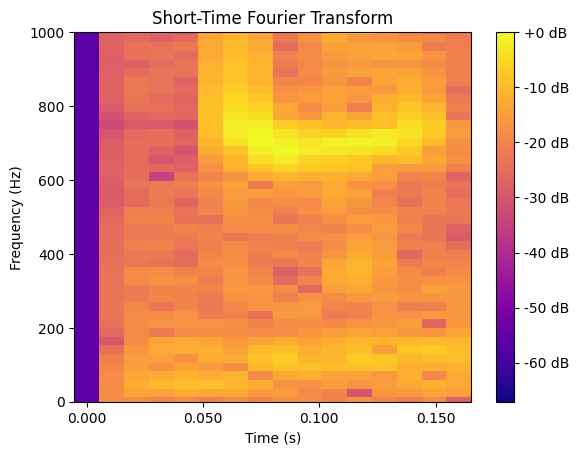 Short-Time Fourier Transform
Frequency (Hz)
1000
800
600
400
200
0
0.000
0.050
0.100
0.150
Time (s)
+0 dB
-10 dB
-20 dB
-30 dB
-40 dB
-50 dB
-60 dB